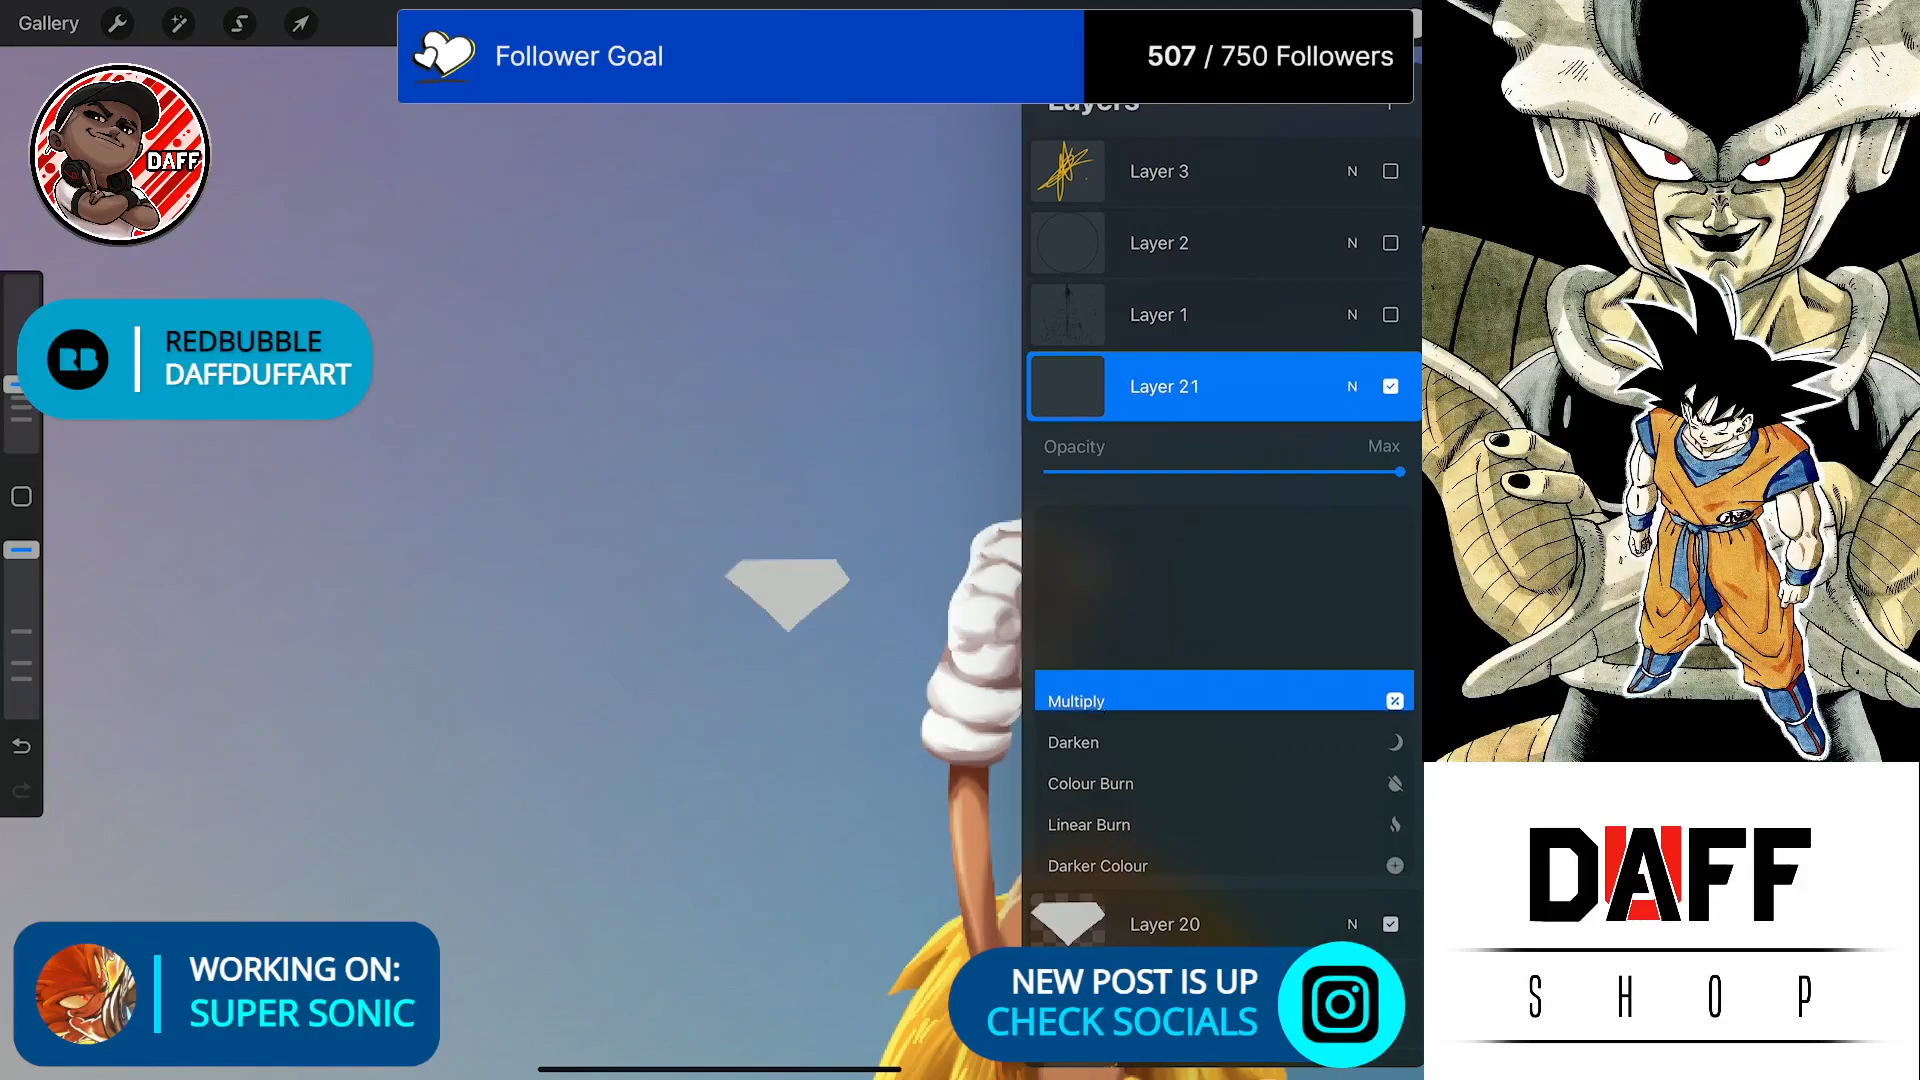 Gallery
Follower Goal
507 / 750 Followers
Layers
DAFF
Layer 3 N
Layer 2 N
Layer 1 N
Layer 21 N
Opacity Max
REDBUBBLE
DAFFDUFFART
Multiply
Darken
Colour Burn
Linear Burn
Darker Colour
Layer 20 N
WORKING ON:
SUPER SONIC
NEW POST IS UP
CHECK SOCIALS
DAFF
SHOP